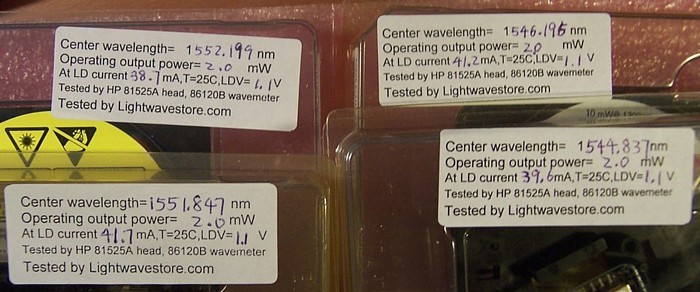 Center wavelength= 1552.199 nm
Operating output power= 2.0 mW
At LD current 38.7 mA,T=25C,LDV= 1.1 V
Tested by HP 81525A head, 86120B wavemeter
Tested by Lightwavestore.com
Center wavelength= 1546.196 nm
Operating output power= 20 mW
At LD current 41.2 mA,T=25C,LDV= 1.1 V
Tested by HP 81525A head, 86120B wavemeter
Tested by Lightwavestore.com
10 mW@
Center wavelength= 1544.837 nm
Operating output power= 2.0 mW
At LD current 39.6 mA,T=25C,LDV= 1.1 V
Tested by HP 81525A head, 86120B wavemeter
Tested by Lightwavestore.com
Center wavelength= 1551.847 nm
Operating output power= 2.0 mW
At LD current 41.7 mA,T=25C,LDV= 1.1 V
Tested by HP 81525A head, 86120B wavemeter
Tested by Lightwavestore.com